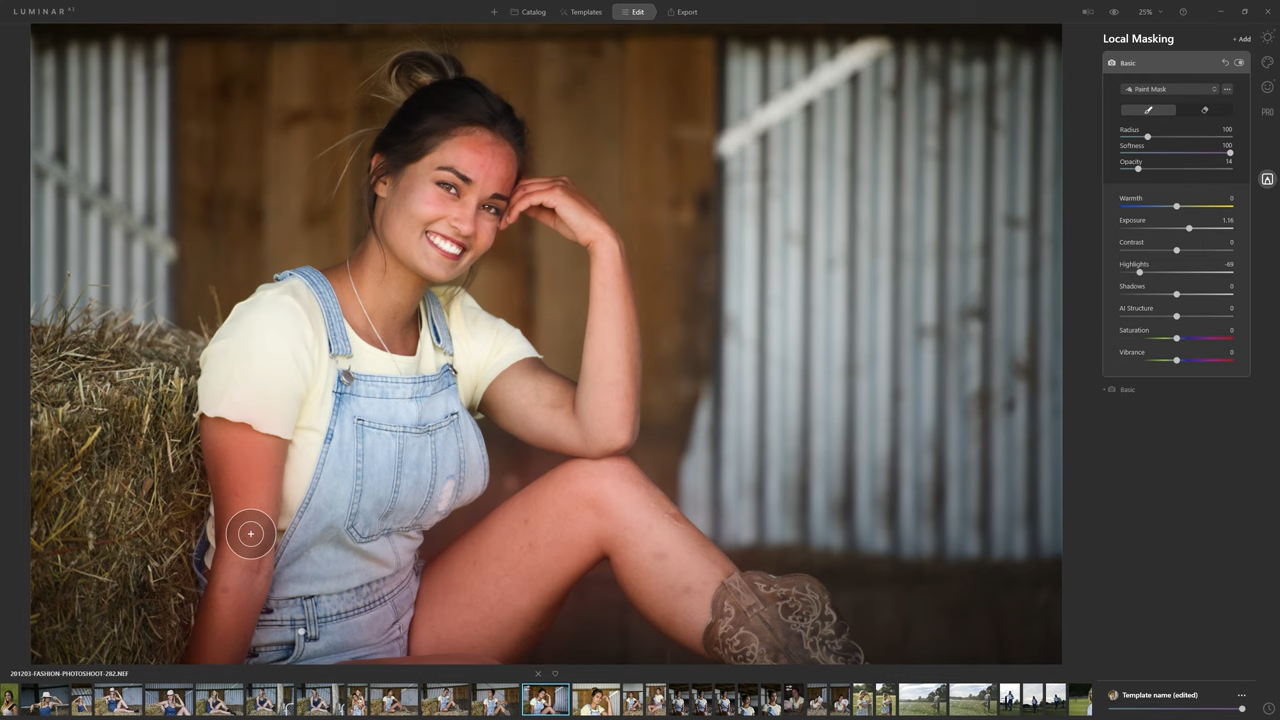 LUMINAR AI
Catalog
Templates
Edit
Export
25%
Local Masking
+ Add
Basic
Paint Mask
Radius 100
Softness 100
Opacity 14
Warmth 0
Exposure 1.16
Contrast 0
Highlights -69
Shadows 0
AI Structure 0
Saturation 0
Vibrance 0
Basic
PRO
201203-FASHION-PHOTOSHOOT-282.NEF
Template name (edited)